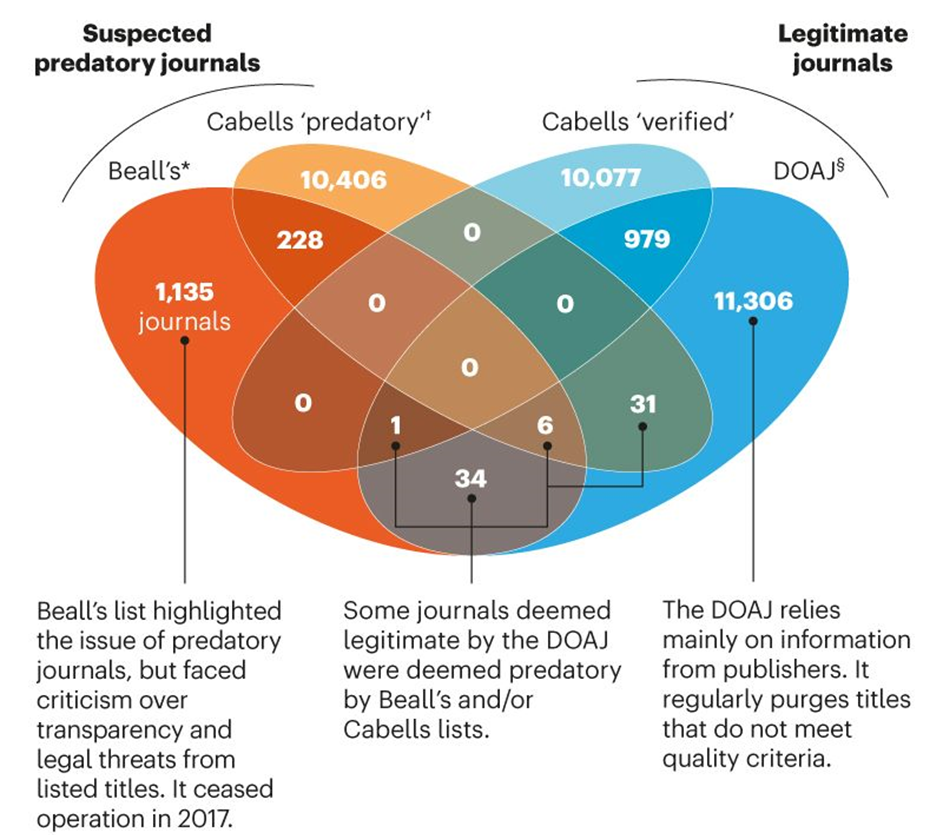 Suspected
predatory journals
Legitimate
journals
Cabells ‘predatory’†
Cabells ‘verified’
Beall’s*
DOAJ§
10,406
10,077
228
0
979
1,135
journals
0
0
11,306
0
0
31
1
6
34
Beall’s list highlighted
the issue of predatory
journals, but faced
criticism over
transparency and
legal threats from
listed titles. It ceased
operation in 2017.
Some journals deemed
legitimate by the DOAJ
were deemed predatory
by Beall’s and/or
Cabells lists.
The DOAJ relies
mainly on information
from publishers. It
regularly purges titles
that do not meet
quality criteria.